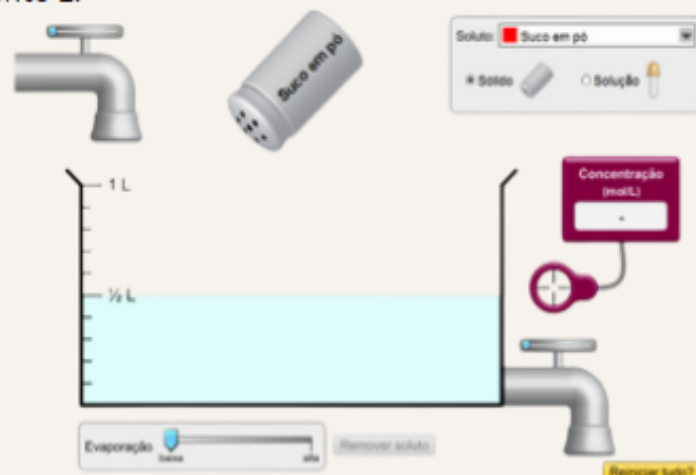 Suco em pó
Soluto: Suco em pó
Sólido
Solução
Concentração
(mol/L)
-
1 L
½ L
Evaporação
baixa
alta
Remover soluto
Reiniciar tudo?